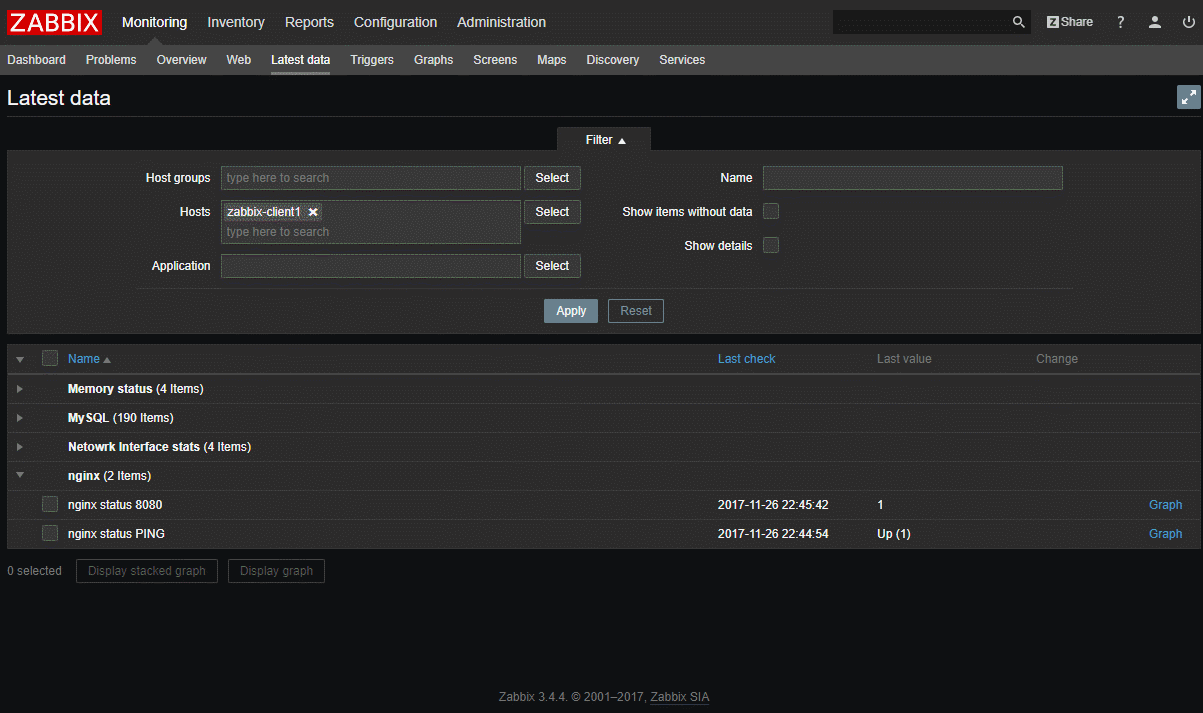 ZABBIX Monitoring Inventory Reports Configuration Administration Z Share ?
Dashboard Problems Overview Web Latest data Triggers Graphs Screens Maps Discovery Services
Latest data
Filter
Host groups type here to search Select Name
Hosts zabbix-client1 Select Show items without data
type here to search
Show details
Application Select
Apply Reset
Name Last check Last value Change
Memory status (4 Items)
MySQL (190 Items)
Netowrk Interface stats (4 Items)
nginx (2 Items)
nginx status 8080 2017-11-26 22:45:42 1 Graph
nginx status PING 2017-11-26 22:44:54 Up (1) Graph
0 selected Display stacked graph Display graph
Zabbix 3.4.4. © 2001–2017, Zabbix SIA